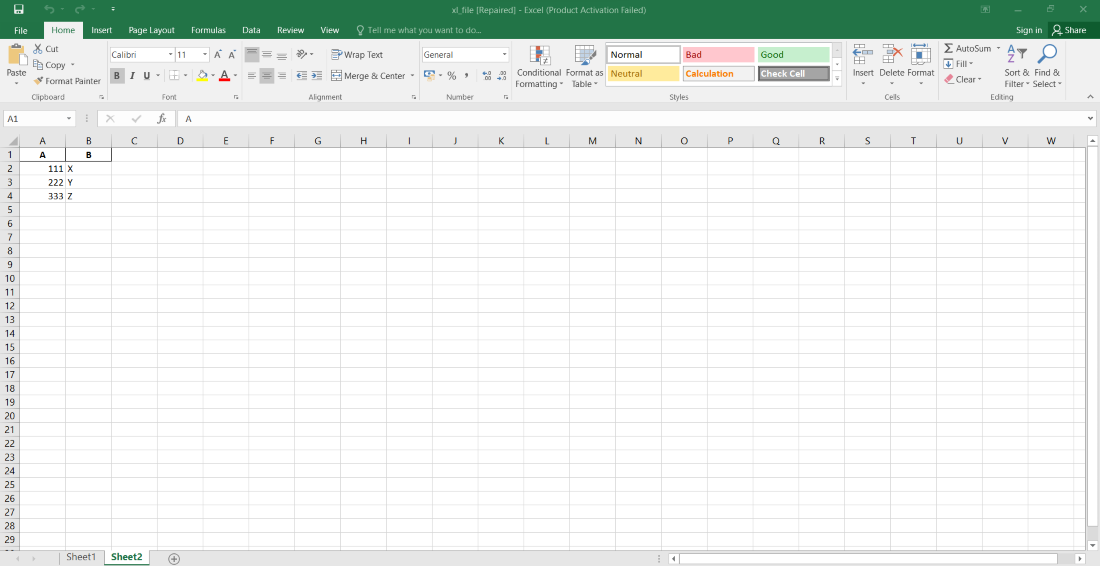 xl_file [Repaired] - Excel (Product Activation Failed)
File Home Insert Page Layout Formulas Data Review View Tell me what you want to do... Sign in Share
Paste
Cut
Copy
Format Painter
Clipboard
Calibri 11 A A
B I U A
Font
Wrap Text
Merge & Center
Alignment
General
% , .0 .00
Number
Conditional Formatting
Format as Table
Normal Bad Good
Neutral Calculation Check Cell
Styles
Insert Delete Format
Cells
AutoSum
Fill
Clear
Sort & Filter
Find & Select
Editing
A1 fx A
A B C D E F G H I J K L M N O P Q R S T U V W
1 A B
2 111 X
3 222 Y
4 333 Z
5
6
7
8
9
10
11
12
13
14
15
16
17
18
19
20
21
22
23
24
25
26
27
28
29
Sheet1 Sheet2